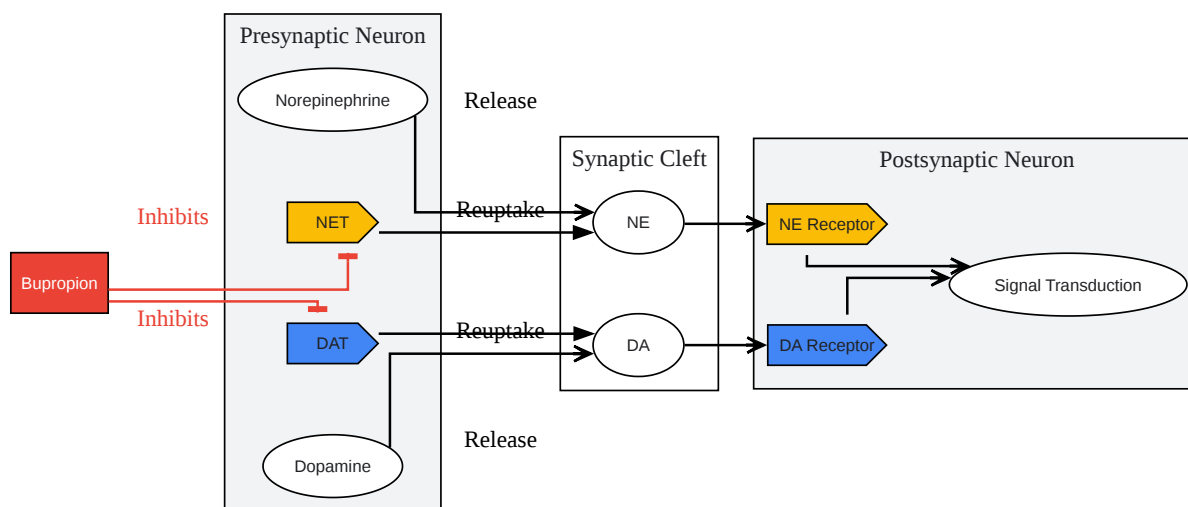 Presynaptic Neuron
Norepinephrine
Release
Synaptic Cleft
Postsynaptic Neuron
Inhibits
NET
Reuptake
NE
NE Receptor
Bupropion
Signal Transduction
Inhibits
DAT
Reuptake
DA
DA Receptor
Release
Dopamine